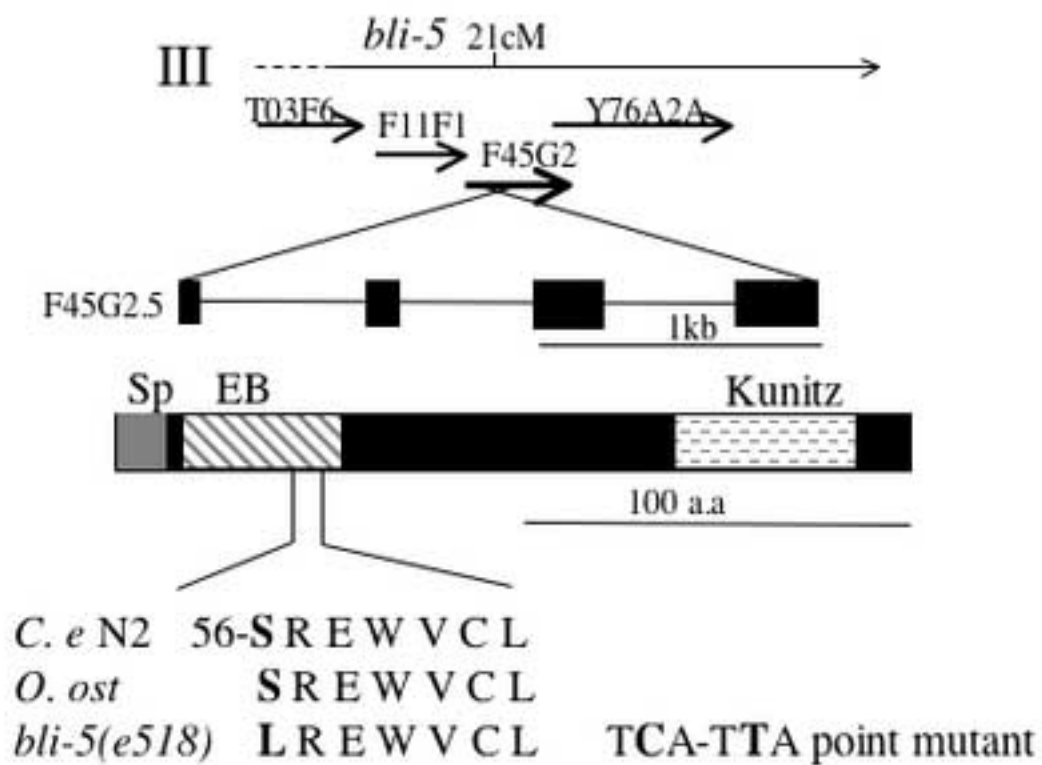 bli-5 21cM
III
T03F6
F11F1
Y76A2A
F45G2
F45G2.5
1kb
Sp EB Kunitz
100 a.a
C. e N2 56-S R E W V C L
O. ost S R E W V C L
bli-5(e518) L R E W V C L TCA-TTA point mutant